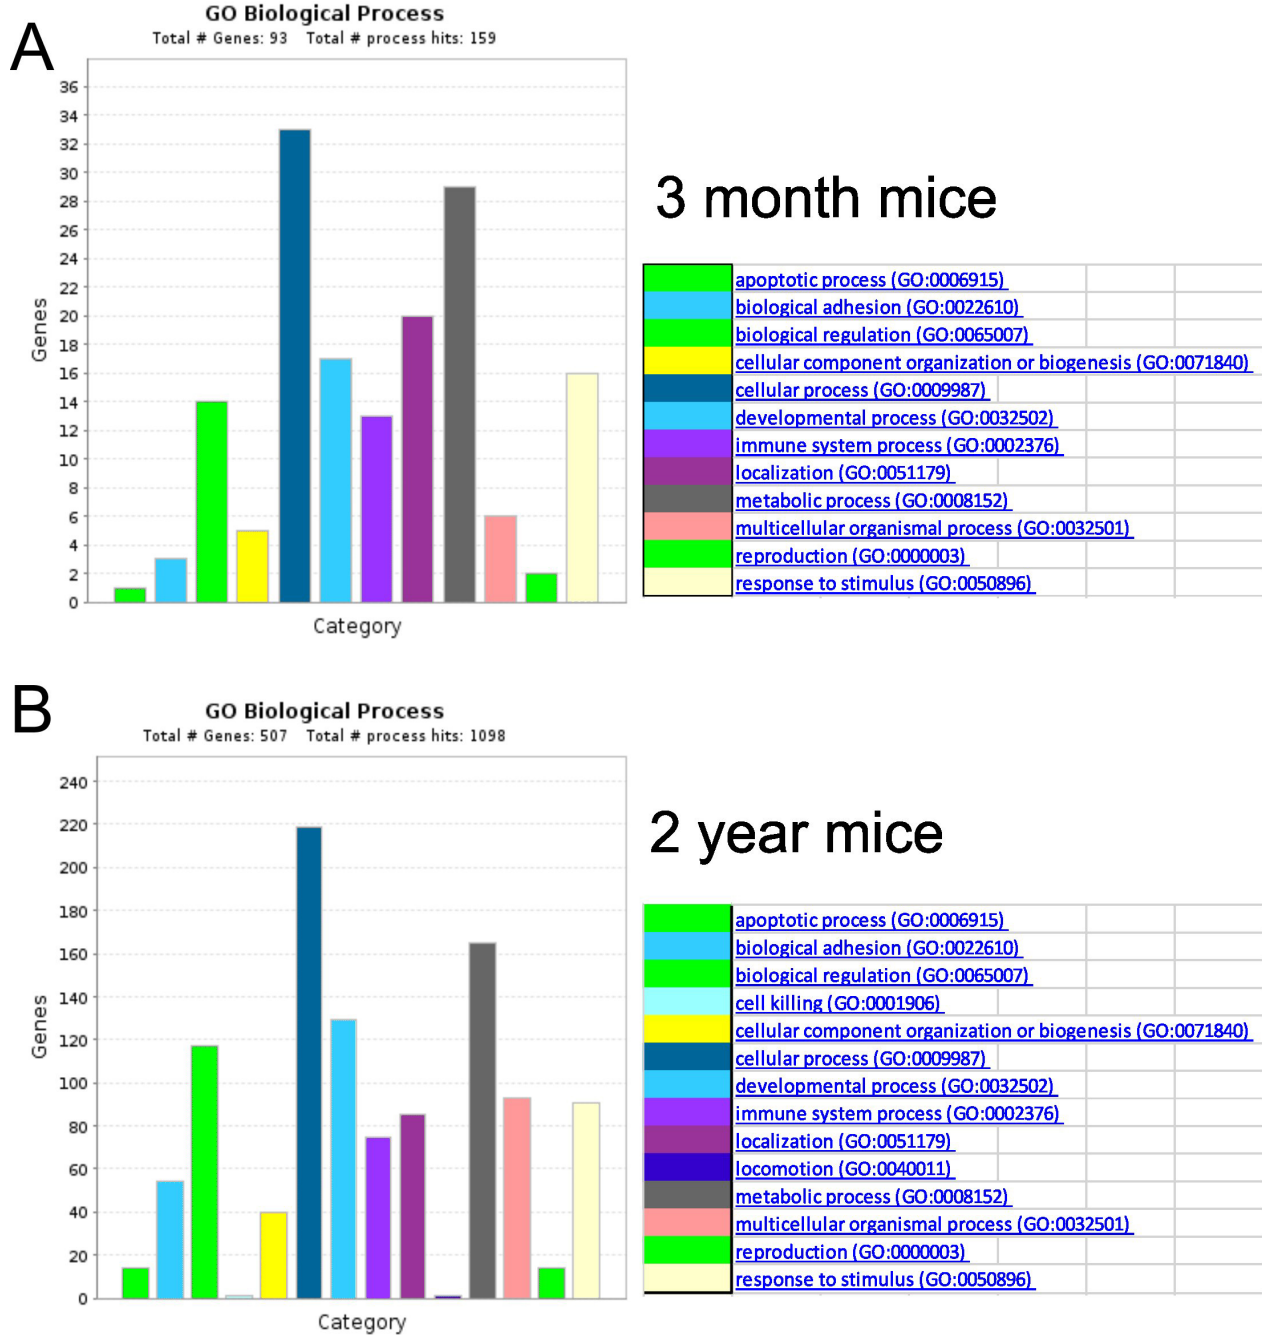 A
GO Biological Process
Total # Genes: 93 Total # process hits: 159
36
34
32
30
28
26
24
22
20
18
16
14
12
10
8
6
4
2
0
Genes
Category
3 month mice
apoptotic process (GO:0006915)
biological adhesion (GO:0022610)
biological regulation (GO:0065007)
cellular component organization or biogenesis (GO:0071840)
cellular process (GO:0009987)
developmental process (GO:0032502)
immune system process (GO:0002376)
localization (GO:0051179)
metabolic process (GO:0008152)
multicellular organismal process (GO:0032501)
reproduction (GO:0000003)
response to stimulus (GO:0050896)
B
GO Biological Process
Total # Genes: 507 Total # process hits: 1098
240
220
200
180
160
140
120
100
80
60
40
20
0
Genes
Category
2 year mice
apoptotic process (GO:0006915)
biological adhesion (GO:0022610)
biological regulation (GO:0065007)
cell killing (GO:0001906)
cellular component organization or biogenesis (GO:0071840)
cellular process (GO:0009987)
developmental process (GO:0032502)
immune system process (GO:0002376)
localization (GO:0051179)
locomotion (GO:0040011)
metabolic process (GO:0008152)
multicellular organismal process (GO:0032501)
reproduction (GO:0000003)
response to stimulus (GO:0050896)